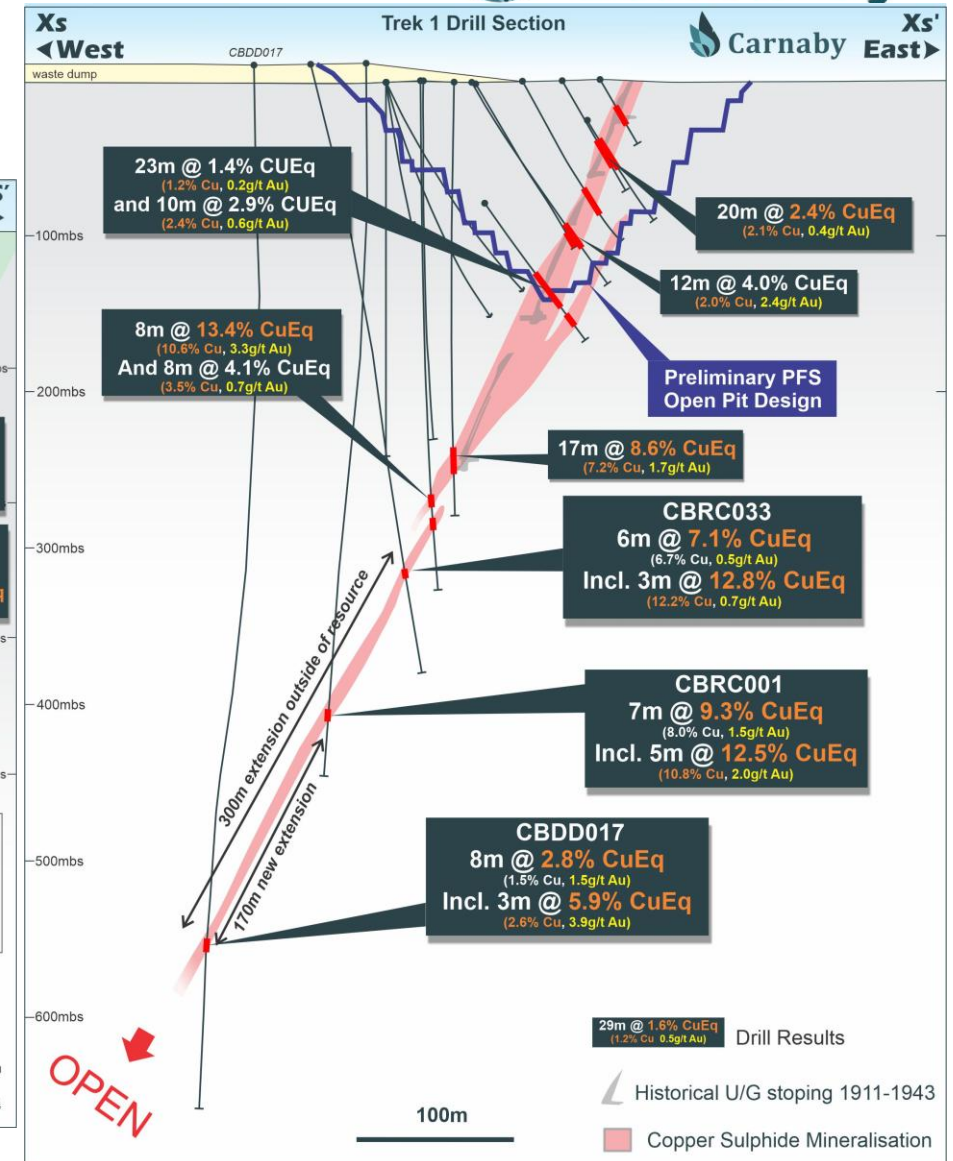 Xs
◄West
Trek 1 Drill Section
Carnaby
Xs'
East►
CBDD017
waste dump
23m @ 1.4% CUEq
(1.2% Cu, 0.2g/t Au)
and 10m @ 2.9% CUEq
(2.4% Cu, 0.6g/t Au)
20m @ 2.4% CuEq
(2.1% Cu, 0.4g/t Au)
100mbs
12m @ 4.0% CuEq
(2.0% Cu, 2.4g/t Au)
8m @ 13.4% CuEq
(10.6% Cu, 3.3g/t Au)
And 8m @ 4.1% CuEq
(3.5% Cu, 0.7g/t Au)
Preliminary PFS
Open Pit Design
200mbs
17m @ 8.6% CuEq
(7.2% Cu, 1.7g/t Au)
CBRC033
6m @ 7.1% CuEq
(6.7% Cu, 0.5g/t Au)
Incl. 3m @ 12.8% CuEq
(12.2% Cu, 0.7g/t Au)
300mbs
300m extension outside of resource
CBRC001
7m @ 9.3% CuEq
(8.0% Cu, 1.5g/t Au)
Incl. 5m @ 12.5% CuEq
(10.8% Cu, 2.0g/t Au)
400mbs
170m new extension
CBDD017
8m @ 2.8% CuEq
(1.5% Cu, 1.5g/t Au)
Incl. 3m @ 5.9% CuEq
(2.6% Cu, 3.9g/t Au)
500mbs
600mbs
OPEN
29m @ 1.6% CuEq
(1.2% Cu 0.5g/t Au)
Drill Results
Historical U/G stoping 1911-1943
100m
Copper Sulphide Mineralisation